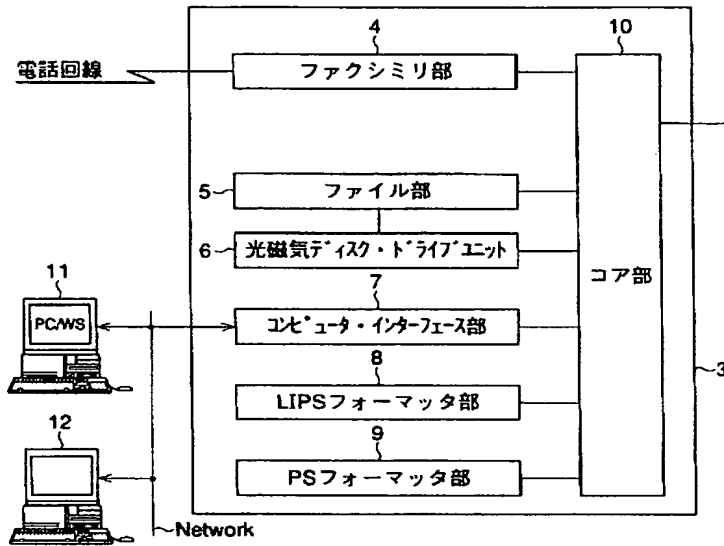 4
10
電話回線
ファクシミリ部
5
ファイル部
6
光磁気ディスク・ドライブユニット
コア部
11
7
PC/WS
コンピュータ・インターフェース部
8
3
LIPSフォーマッタ部
12
9
PSフォーマッタ部
Network